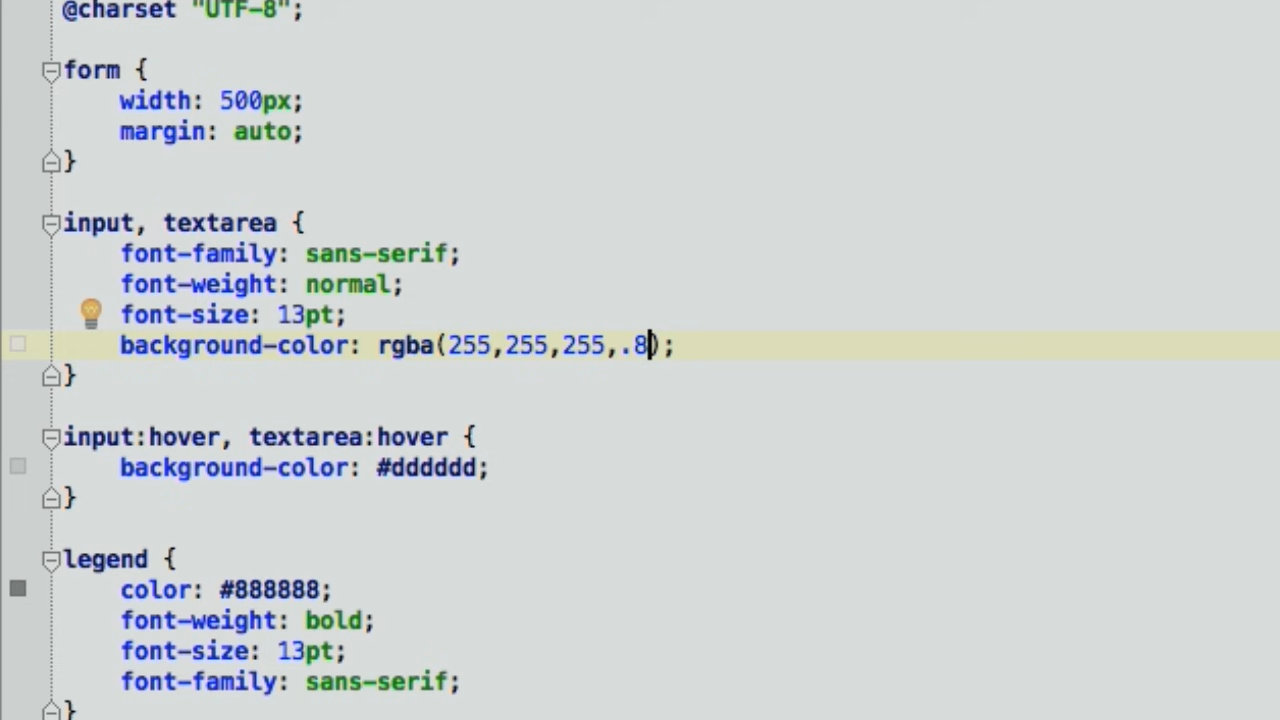 @charset "UTF-8";
form {
width: 500px;
margin: auto;
}
input, textarea {
font-family: sans-serif;
font-weight: normal;
font-size: 13pt;
background-color: rgba(255,255,255,.8);
}
input:hover, textarea:hover {
background-color: #dddddd;
}
legend {
color: #888888;
font-weight: bold;
font-size: 13pt;
font-family: sans-serif;
}